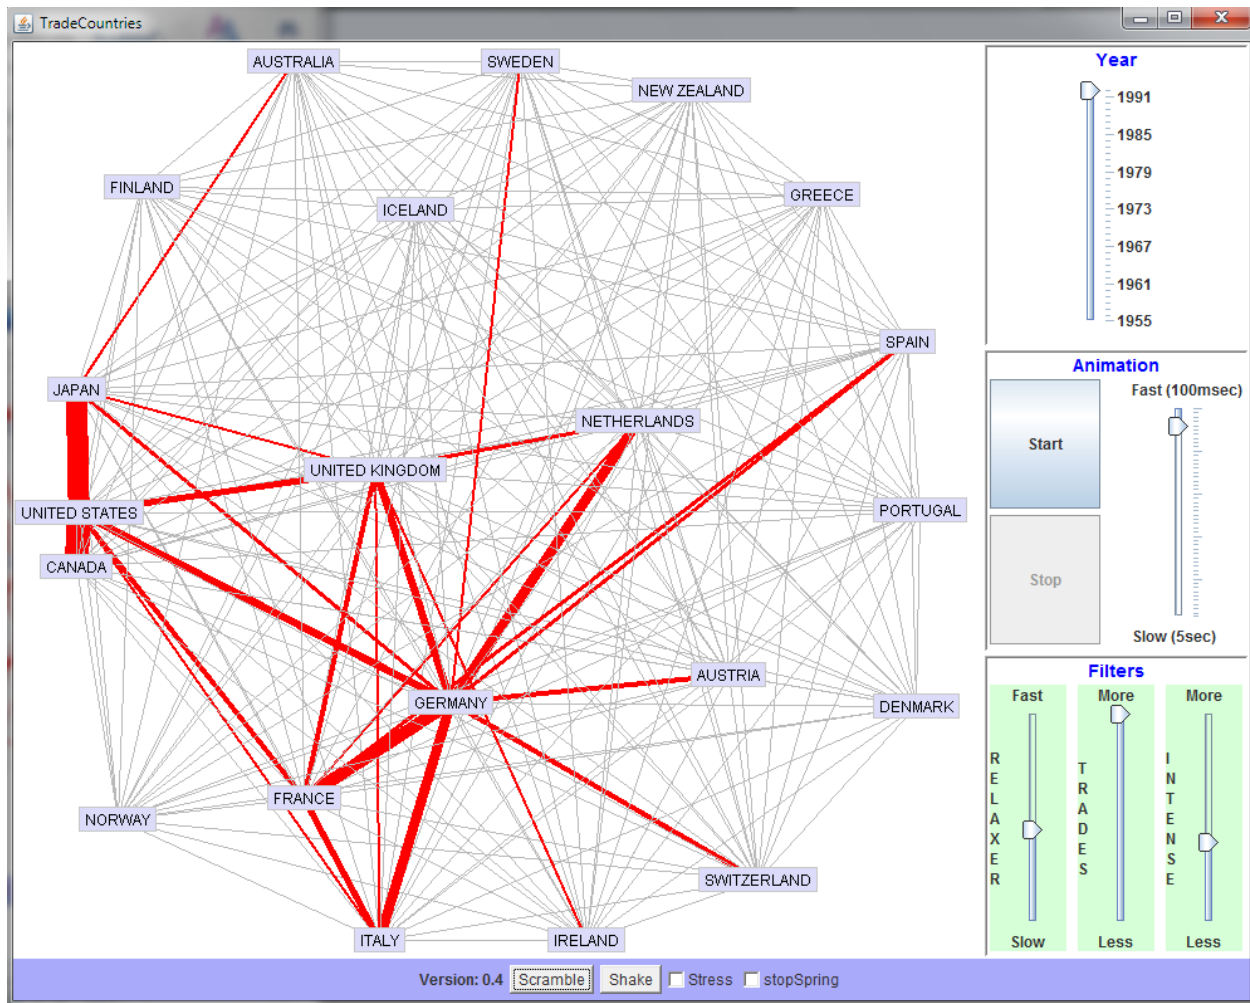 TradeCountries
AUSTRALIA
SWEDEN
NEW ZEALAND
FINLAND
ICELAND
GREECE
SPAIN
JAPAN
NETHERLANDS
UNITED KINGDOM
UNITED STATES
PORTUGAL
CANADA
AUSTRIA
GERMANY
DENMARK
FRANCE
NORWAY
SWITZERLAND
ITALY
IRELAND
Year
1991
1985
1979
1973
1967
1961
1955
Animation
Fast (100msec)
Start
Stop
Slow (5sec)
Filters
Fast
More
More
RELAXER
TRADES
INTENSE
Slow
Less
Less
Version: 0.4 Scramble Shake Stress stopSpring